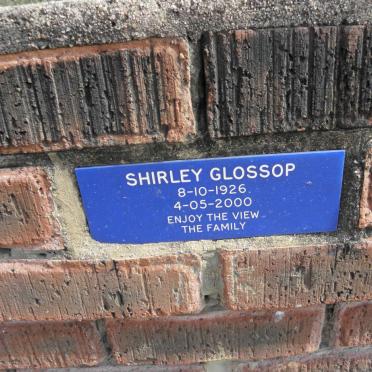 SHIRLEY GLOSSOP
8-10-1926.
4-05-2000
ENJOY THE VIEW
THE FAMILY